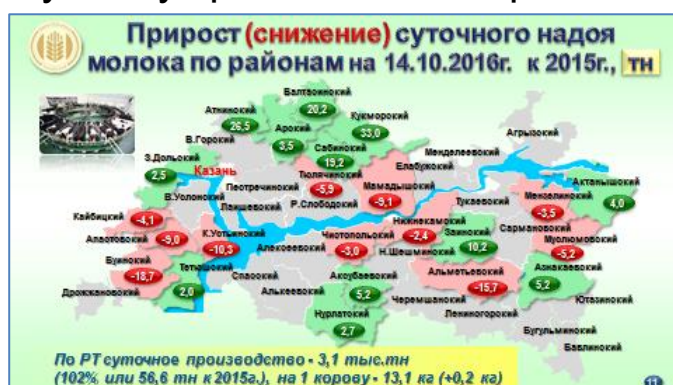 Прирост (снижение) суточного надоя
молока по районам на 14.10.2016г. к 2015г., тн
Балтасинский
20,2
Атнинский
26,5
Кукморский
33,0
Арский
3,5
В.Горский
Сабинский
19,2
Агрызский
Менделеевский
З.Дольский
2,5
Казань
Тюлячинский
-5,9
Елабужский
Мамадышский
-9,1
Актанышский
4,0
Пестречинский
В.Услонский
Лаишевский
Р.Слободский
Тукаевский
Мензелинский
-3,5
Кайбицкий
-4,1
К.Устьинский
-10,3
Нижнекамский
-2,4
Заинский
10,2
Сармановский
Муслюмовский
-5,2
Апастовский
-9,0
Алексеевский
Чистопольский
-3,0
Н.Шешминский
Буинский
-18,7
Тетюшский
2,0
Спасский
Аксубаевский
5,2
Альметьевский
-15,7
Азнакаевский
5,2
Дрожжановский
Алькеевский
Черемшанский
Ютазинский
Нурлатский
2,7
Лениногорский
Бугульминский
Бавлинский
По РТ суточное производство - 3,1 тыс.тн
(102% или 56,6 тн к 2015г.), на 1 корову - 13,1 кг (+0,2 кг)